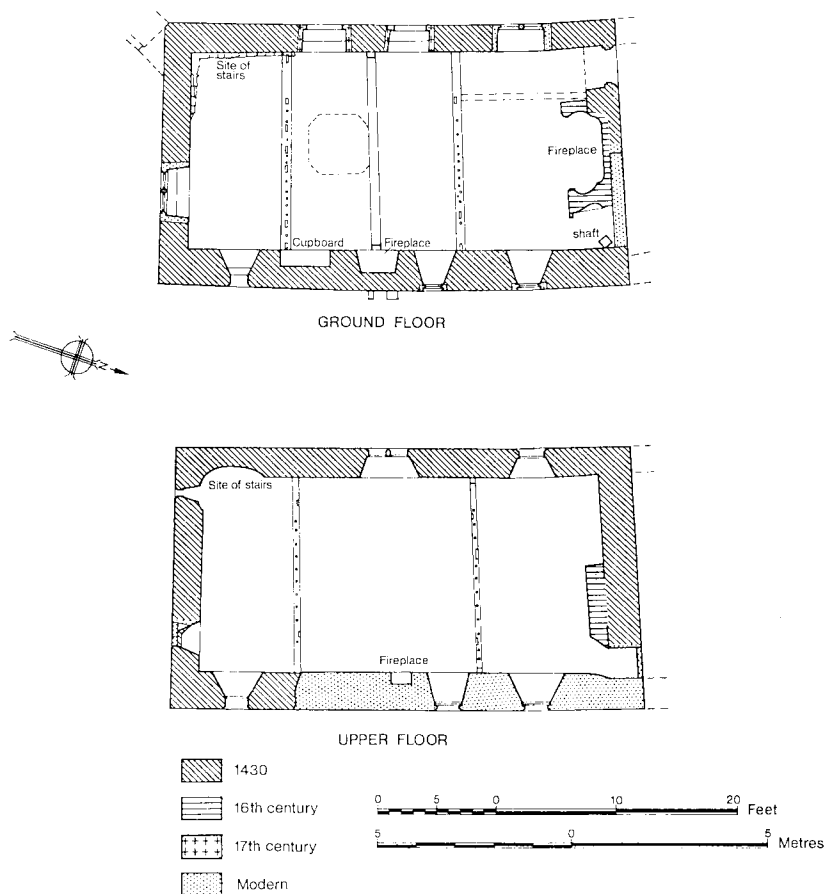 Site of
stairs
Fireplace
shaft
Cupboard
Fireplace
GROUND FLOOR
N
Site of stairs
Fireplace
UPPER FLOOR
1430
16th century
17th century
Modern
0 5 0 10 20
Feet
5 0 5
Metres